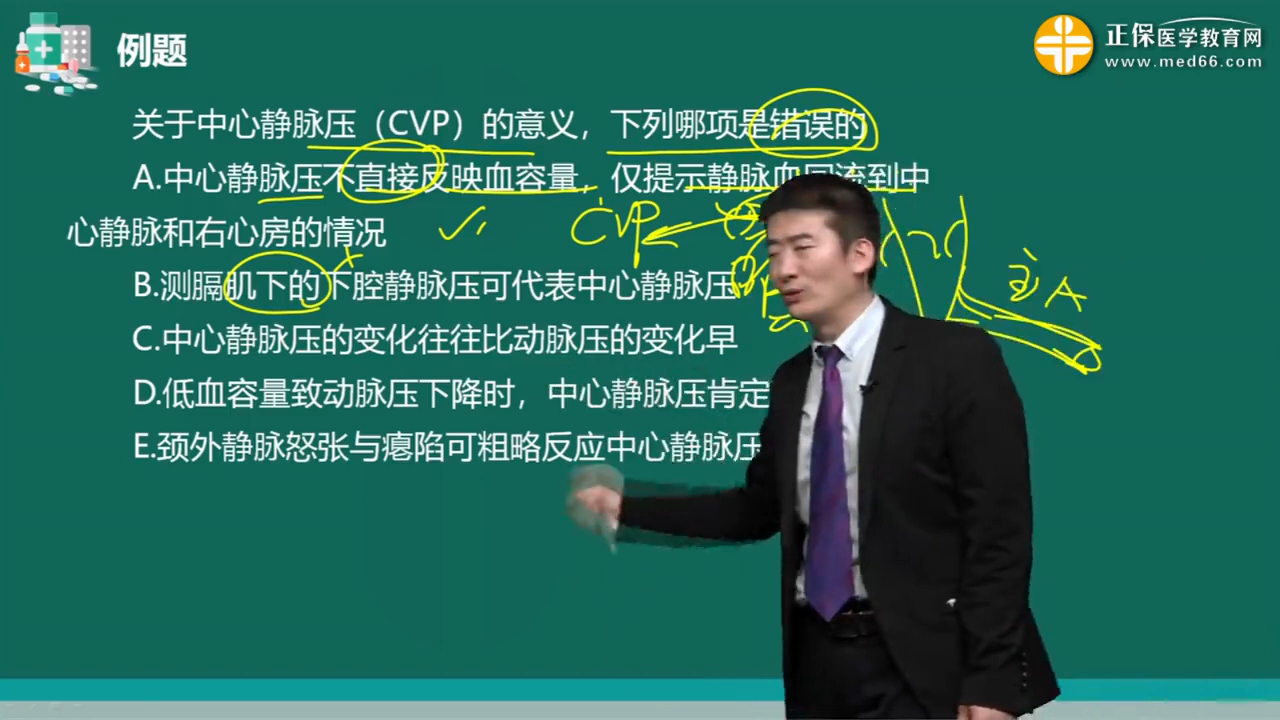 例题
正保医学教育网
www.med66.com
关于中心静脉压（CVP）的意义，下列哪项是错误的
A.中心静脉压不直接反映血容量，仅提示静脉血回流到中
心静脉和右心房的情况
CVP
B.测膈肌下的下腔静脉压可代表中心静脉压
主A
C.中心静脉压的变化往往比动脉压的变化早
D.低血容量致动脉压下降时，中心静脉压肯定
E.颈外静脉怒张与瘪陷可粗略反应中心静脉压